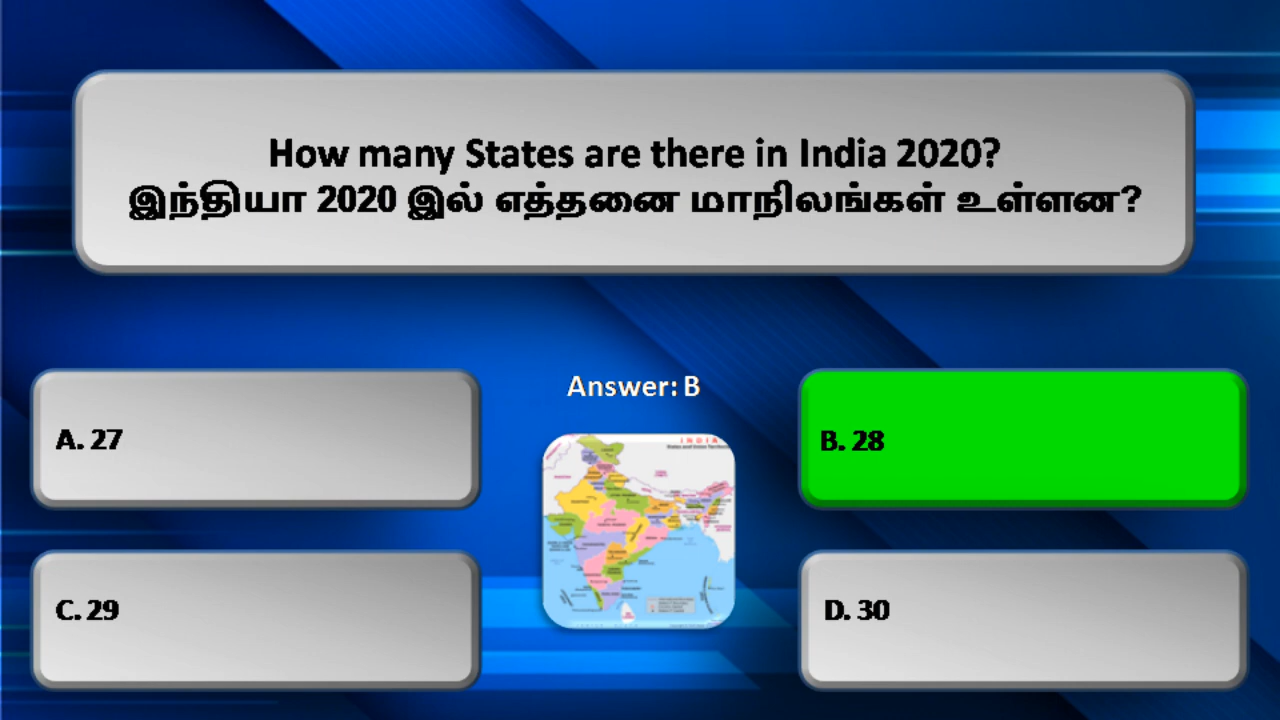 How many States are there in India 2020?
இந்தியா 2020 இல் எத்தனை மாநிலங்கள் உள்ளன?
Answer: B
A. 27
B. 28
INDIA
C. 29
D. 30